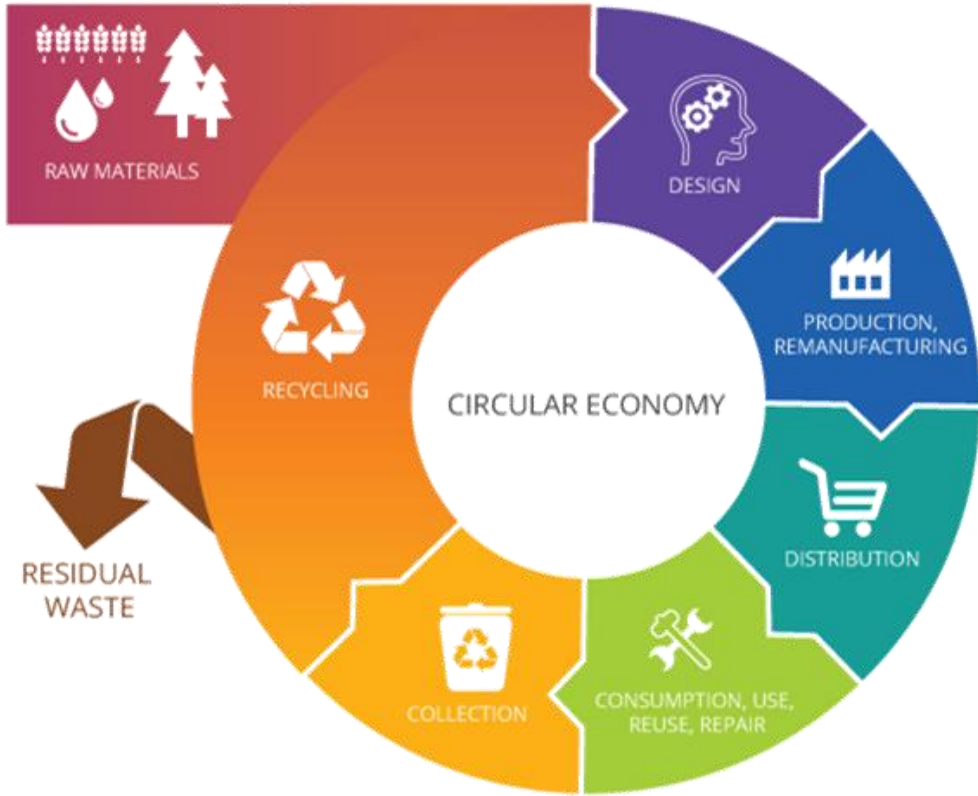 RAW MATERIALS
DESIGN
PRODUCTION,
REMANUFACTURING
RECYCLING
CIRCULAR ECONOMY
DISTRIBUTION
RESIDUAL
WASTE
CONSUMPTION, USE,
REUSE, REPAIR
COLLECTION